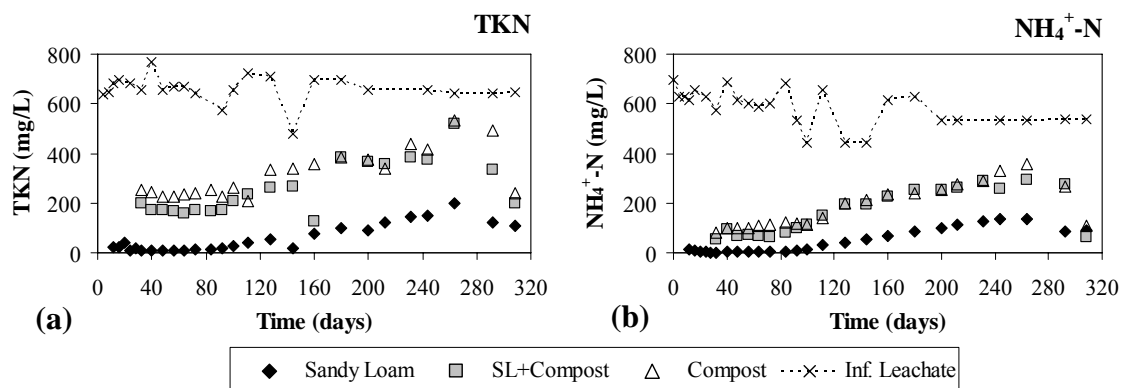 TKN
NH₄⁺-N
800
600
400
200
0
TKN (mg/L)
0 40 80 120 160 200 240 280 320
Time (days)
(a)
800
600
400
200
0
NH₄⁺-N (mg/L)
0 40 80 120 160 200 240 280 320
Time (days)
(b)
Sandy Loam SL+Compost Compost Inf. Leachate